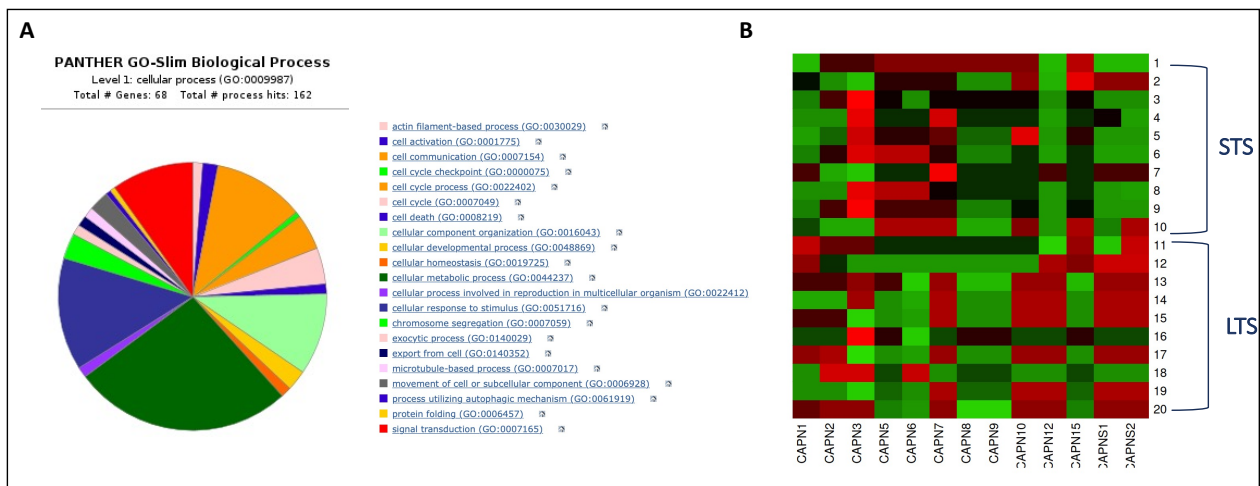 A
PANTHER GO-Slim Biological Process
Level 1: cellular process (GO:0009987)
Total # Genes: 68 Total # process hits: 162
actin filament-based process (GO:0030029)
cell activation (GO:0001775)
cell communication (GO:0007154)
cell cycle checkpoint (GO:0000075)
cell cycle process (GO:0022402)
cell cycle (GO:0007049)
cell death (GO:0008219)
cellular component organization (GO:0016043)
cellular developmental process (GO:0048869)
cellular homeostasis (GO:0019725)
cellular metabolic process (GO:0044237)
cellular process involved in reproduction in multicellular organism (GO:0022412)
cellular response to stimulus (GO:0051716)
chromosome segregation (GO:0007059)
exocytic process (GO:0140029)
export from cell (GO:0140352)
microtubule-based process (GO:0007017)
movement of cell or subcellular component (GO:0006928)
process utilizing autophagic mechanism (GO:0061919)
protein folding (GO:0006457)
signal transduction (GO:0007165)
B
1
2
3
4
5
6
7
8
9
10
11
12
13
14
15
16
17
18
19
20
STS
LTS
CAPN1
CAPN2
CAPN3
CAPN5
CAPN6
CAPN7
CAPN8
CAPN9
CAPN10
CAPN12
CAPN15
CAPNS1
CAPNS2